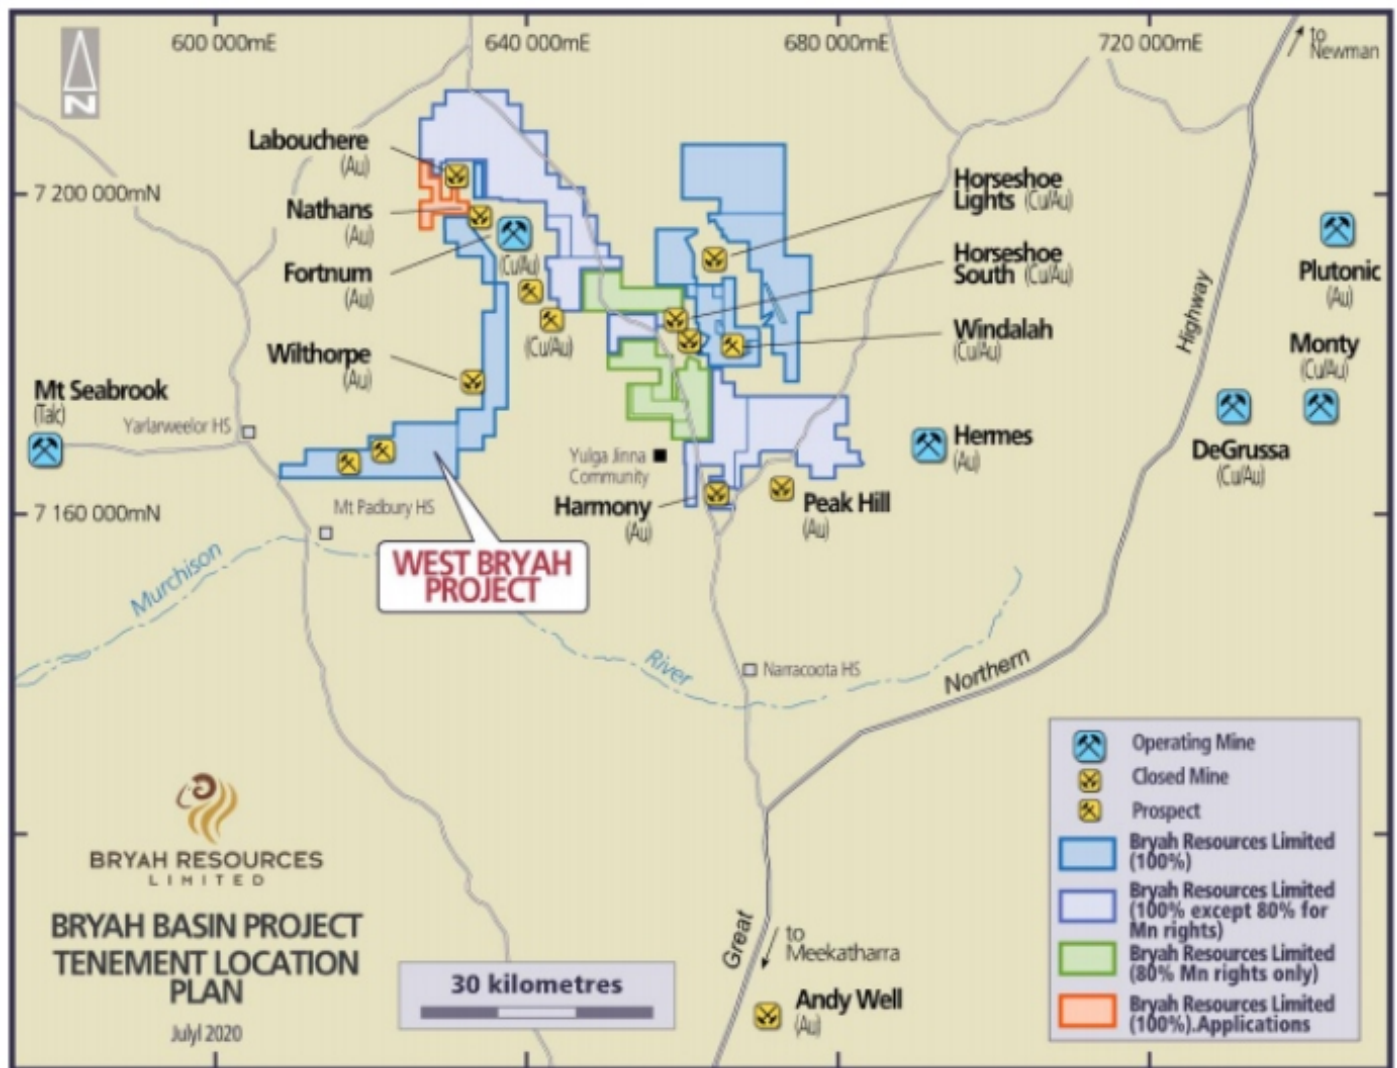 600 000mE
640 000mE
680 000mE
720 000mE
to
Newman
N
Labouchere
(Au)
7 200 000mN
Nathans
(Au)
Fortnum
(Au)
(Cu/Au)
(Cu/Au)
Wilthorpe
(Au)
Horseshoe
Lights (Cu/Au)
Horseshoe
South (Cu/Au)
Windalah
(Cu/Au)
Highway
Plutonic
(Au)
Monty
(Cu/Au)
DeGrussa
(Cu/Au)
Mt Seabrook
(Talc)
Yarlarweelor HS
Hermes
(Au)
Yulga Jinna
Community
Harmony
(Au)
Peak Hill
(Au)
7 160 000mN
Mt Padbury HS
WEST BRYAH
PROJECT
Murchison
River
Narracoota HS
Northern
Great
to
Meekatharra
Andy Well
(Au)
BRYAH RESOURCES
LIMITED
BRYAH BASIN PROJECT
TENEMENT LOCATION
PLAN
Julyl 2020
30 kilometres
Operating Mine
Closed Mine
Prospect
Bryah Resources Limited
(100%)
Bryah Resources Limited
(100% except 80% for
Mn rights)
Bryah Resources Limited
(80% Mn rights only)
Bryah Resources Limited
(100%).Applications